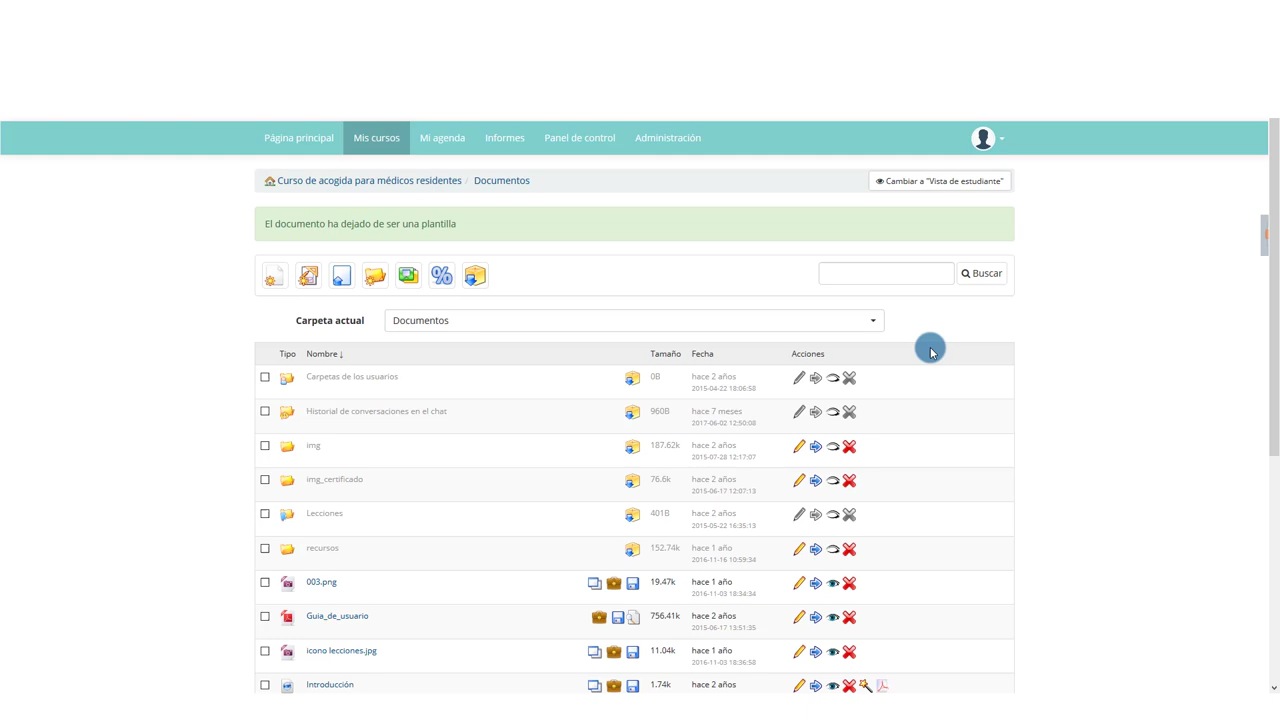 Página principal Mis cursos Mi agenda Informes Panel de control Administración
Curso de acogida para médicos residentes / Documentos Cambiar a "Vista de estudiante"
El documento ha dejado de ser una plantilla
Buscar
Carpeta actual Documentos
Tipo Nombre ↓ Tamaño Fecha Acciones
Carpetas de los usuarios 0B hace 2 años
2015-04-22 18:06:58
Historial de conversaciones en el chat 960B hace 7 meses
2017-06-02 12:50:08
img 187.62k hace 2 años
2015-07-28 12:17:07
img_certificado 76.6k hace 2 años
2015-06-17 12:07:13
Lecciones 401B hace 2 años
2015-05-22 16:35:13
recursos 152.74k hace 1 año
2016-11-16 10:59:34
003.png 19.47k hace 1 año
2016-11-03 18:34:34
Guia_de_usuario 756.41k hace 2 años
2015-06-17 13:51:35
icono lecciones.jpg 11.04k hace 1 año
2016-11-03 18:36:58
Introducción 1.74k hace 2 años